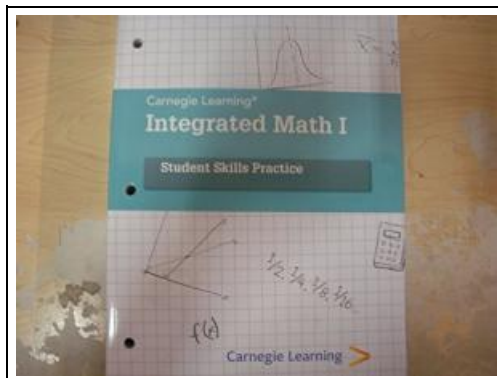 Carnegie Learning®
Integrated Math I
Student Skills Practice
1/2, 1/4, 1/8, 1/16
f(x)
Carnegie Learning